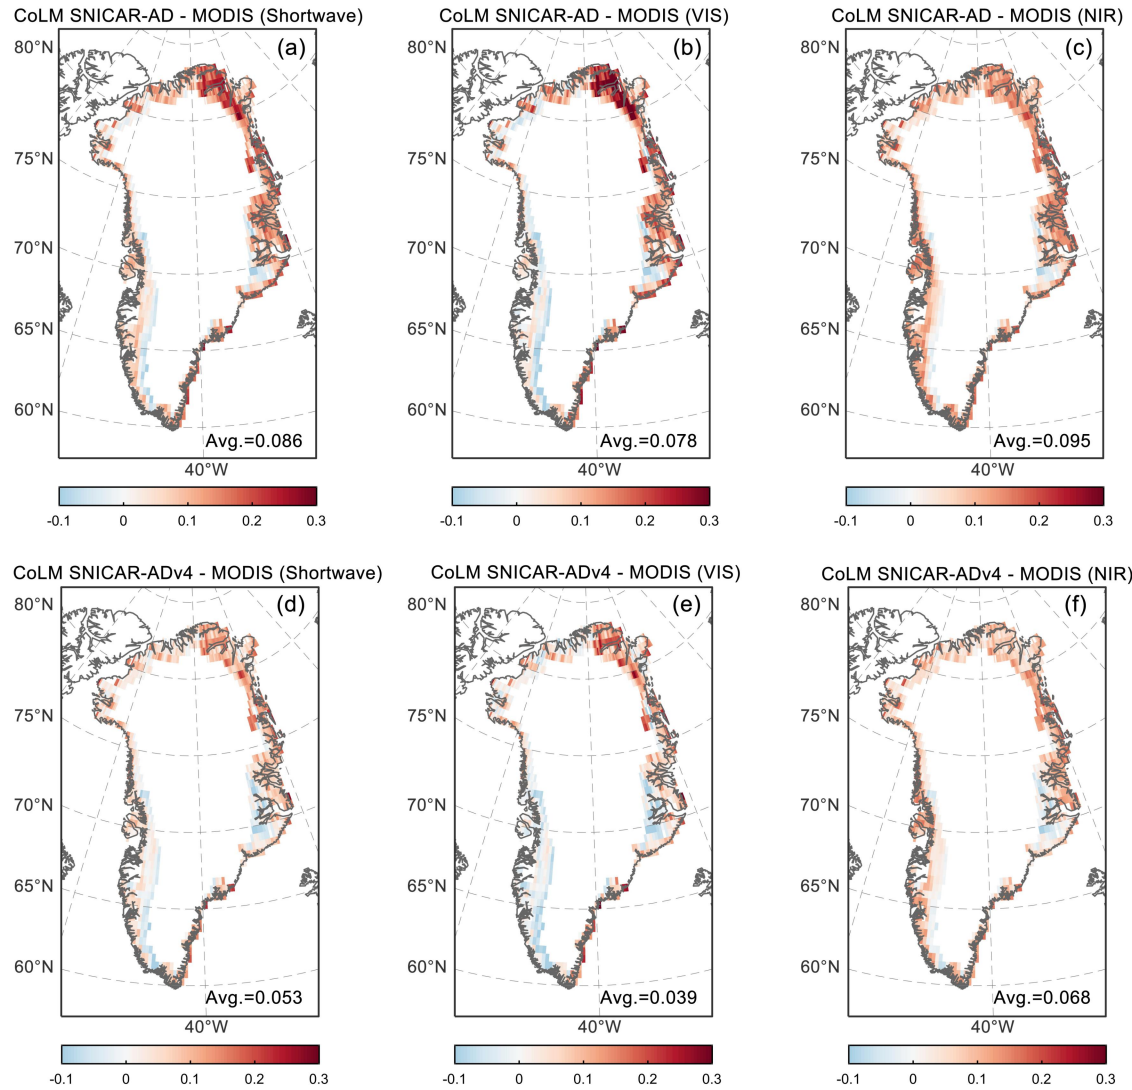 CoLM SNICAR-AD - MODIS (Shortwave)
CoLM SNICAR-AD - MODIS (VIS)
CoLM SNICAR-AD - MODIS (NIR)
80°N
(a)
75°N
70°N
65°N
60°N
Avg.=0.086
40°W
-0.1 0 0.1 0.2 0.3
80°N
(b)
75°N
70°N
65°N
60°N
Avg.=0.078
40°W
-0.1 0 0.1 0.2 0.3
80°N
(c)
75°N
70°N
65°N
60°N
Avg.=0.095
40°W
-0.1 0 0.1 0.2 0.3
CoLM SNICAR-ADv4 - MODIS (Shortwave)
CoLM SNICAR-ADv4 - MODIS (VIS)
CoLM SNICAR-ADv4 - MODIS (NIR)
80°N
(d)
75°N
70°N
65°N
60°N
Avg.=0.053
40°W
-0.1 0 0.1 0.2 0.3
80°N
(e)
75°N
70°N
65°N
60°N
Avg.=0.039
40°W
-0.1 0 0.1 0.2 0.3
80°N
(f)
75°N
70°N
65°N
60°N
Avg.=0.068
40°W
-0.1 0 0.1 0.2 0.3